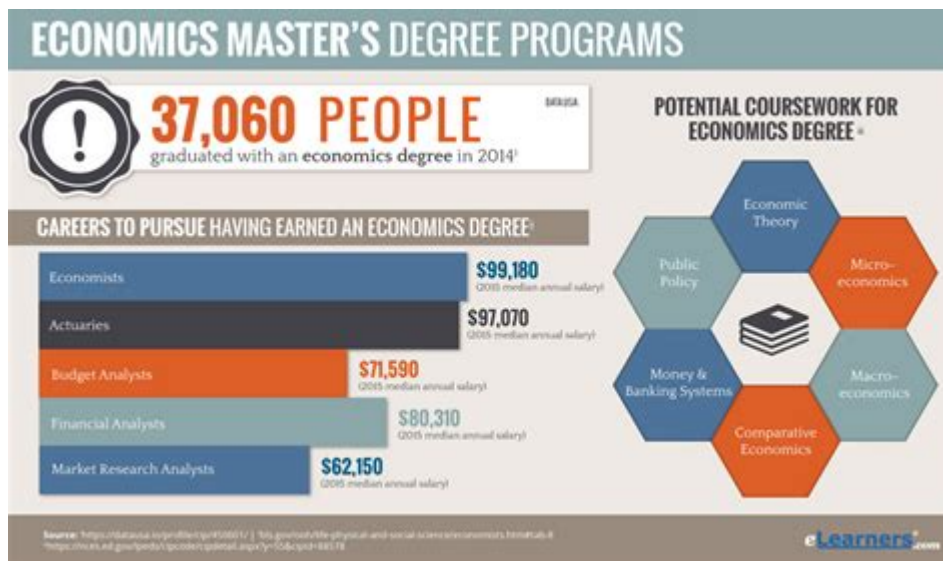 ECONOMICS MASTER'S DEGREE PROGRAMS
37,060 PEOPLE
DATAUSA
graduated with an economics degree in 2014¹
CAREERS TO PURSUE HAVING EARNED AN ECONOMICS DEGREE
Economists
$99,180
(2015 median annual salary)
Actuaries
$97,070
(2015 median annual salary)
Budget Analysts
$71,590
(2015 median annual salary)
Financial Analysts
$80,310
(2015 median annual salary)
Market Research Analysts
$62,150
(2015 median annual salary)
POTENTIAL COURSEWORK FOR
ECONOMICS DEGREE
Economic
Theory
Micro-
economics
Macro-
economics
Comparative
Economics
Money &
Banking Systems
Public
Policy
Source:
eLearners.com